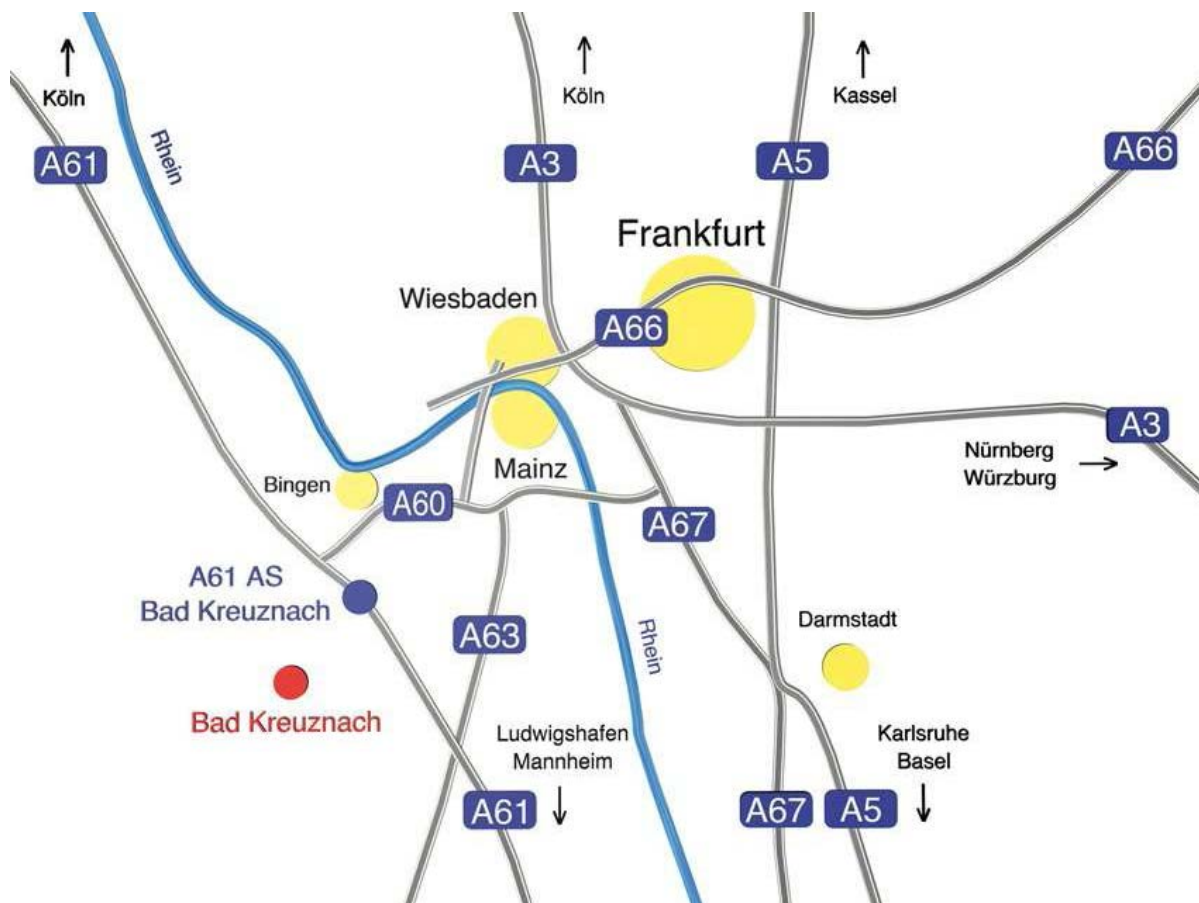 Köln
Köln
Kassel
A61
Rhein
A3
A5
A66
Frankfurt
Wiesbaden
A66
A3
Nürnberg
Würzburg
Mainz
Bingen
A60
A67
A61 AS
Bad Kreuznach
A63
Rhein
Darmstadt
Bad Kreuznach
Ludwigshafen
Mannheim
Karlsruhe
Basel
A61
A67
A5